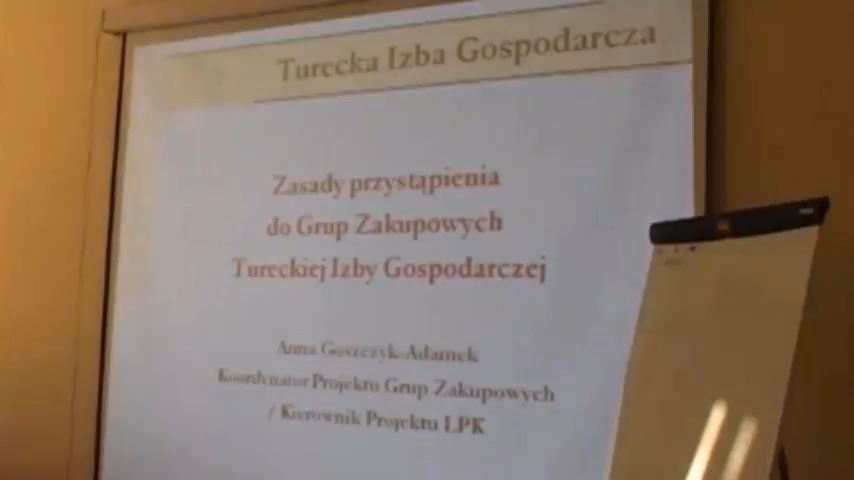 Turecka Izba Gospodarcza
Zasady przystąpienia
do Grup Zakupowych
Tureckiej Izby Gospodarczej
Anna Goszczyk-Adamek
Koordynator Projektu Grup Zakupowych
/ Kierownik Projektu LPK